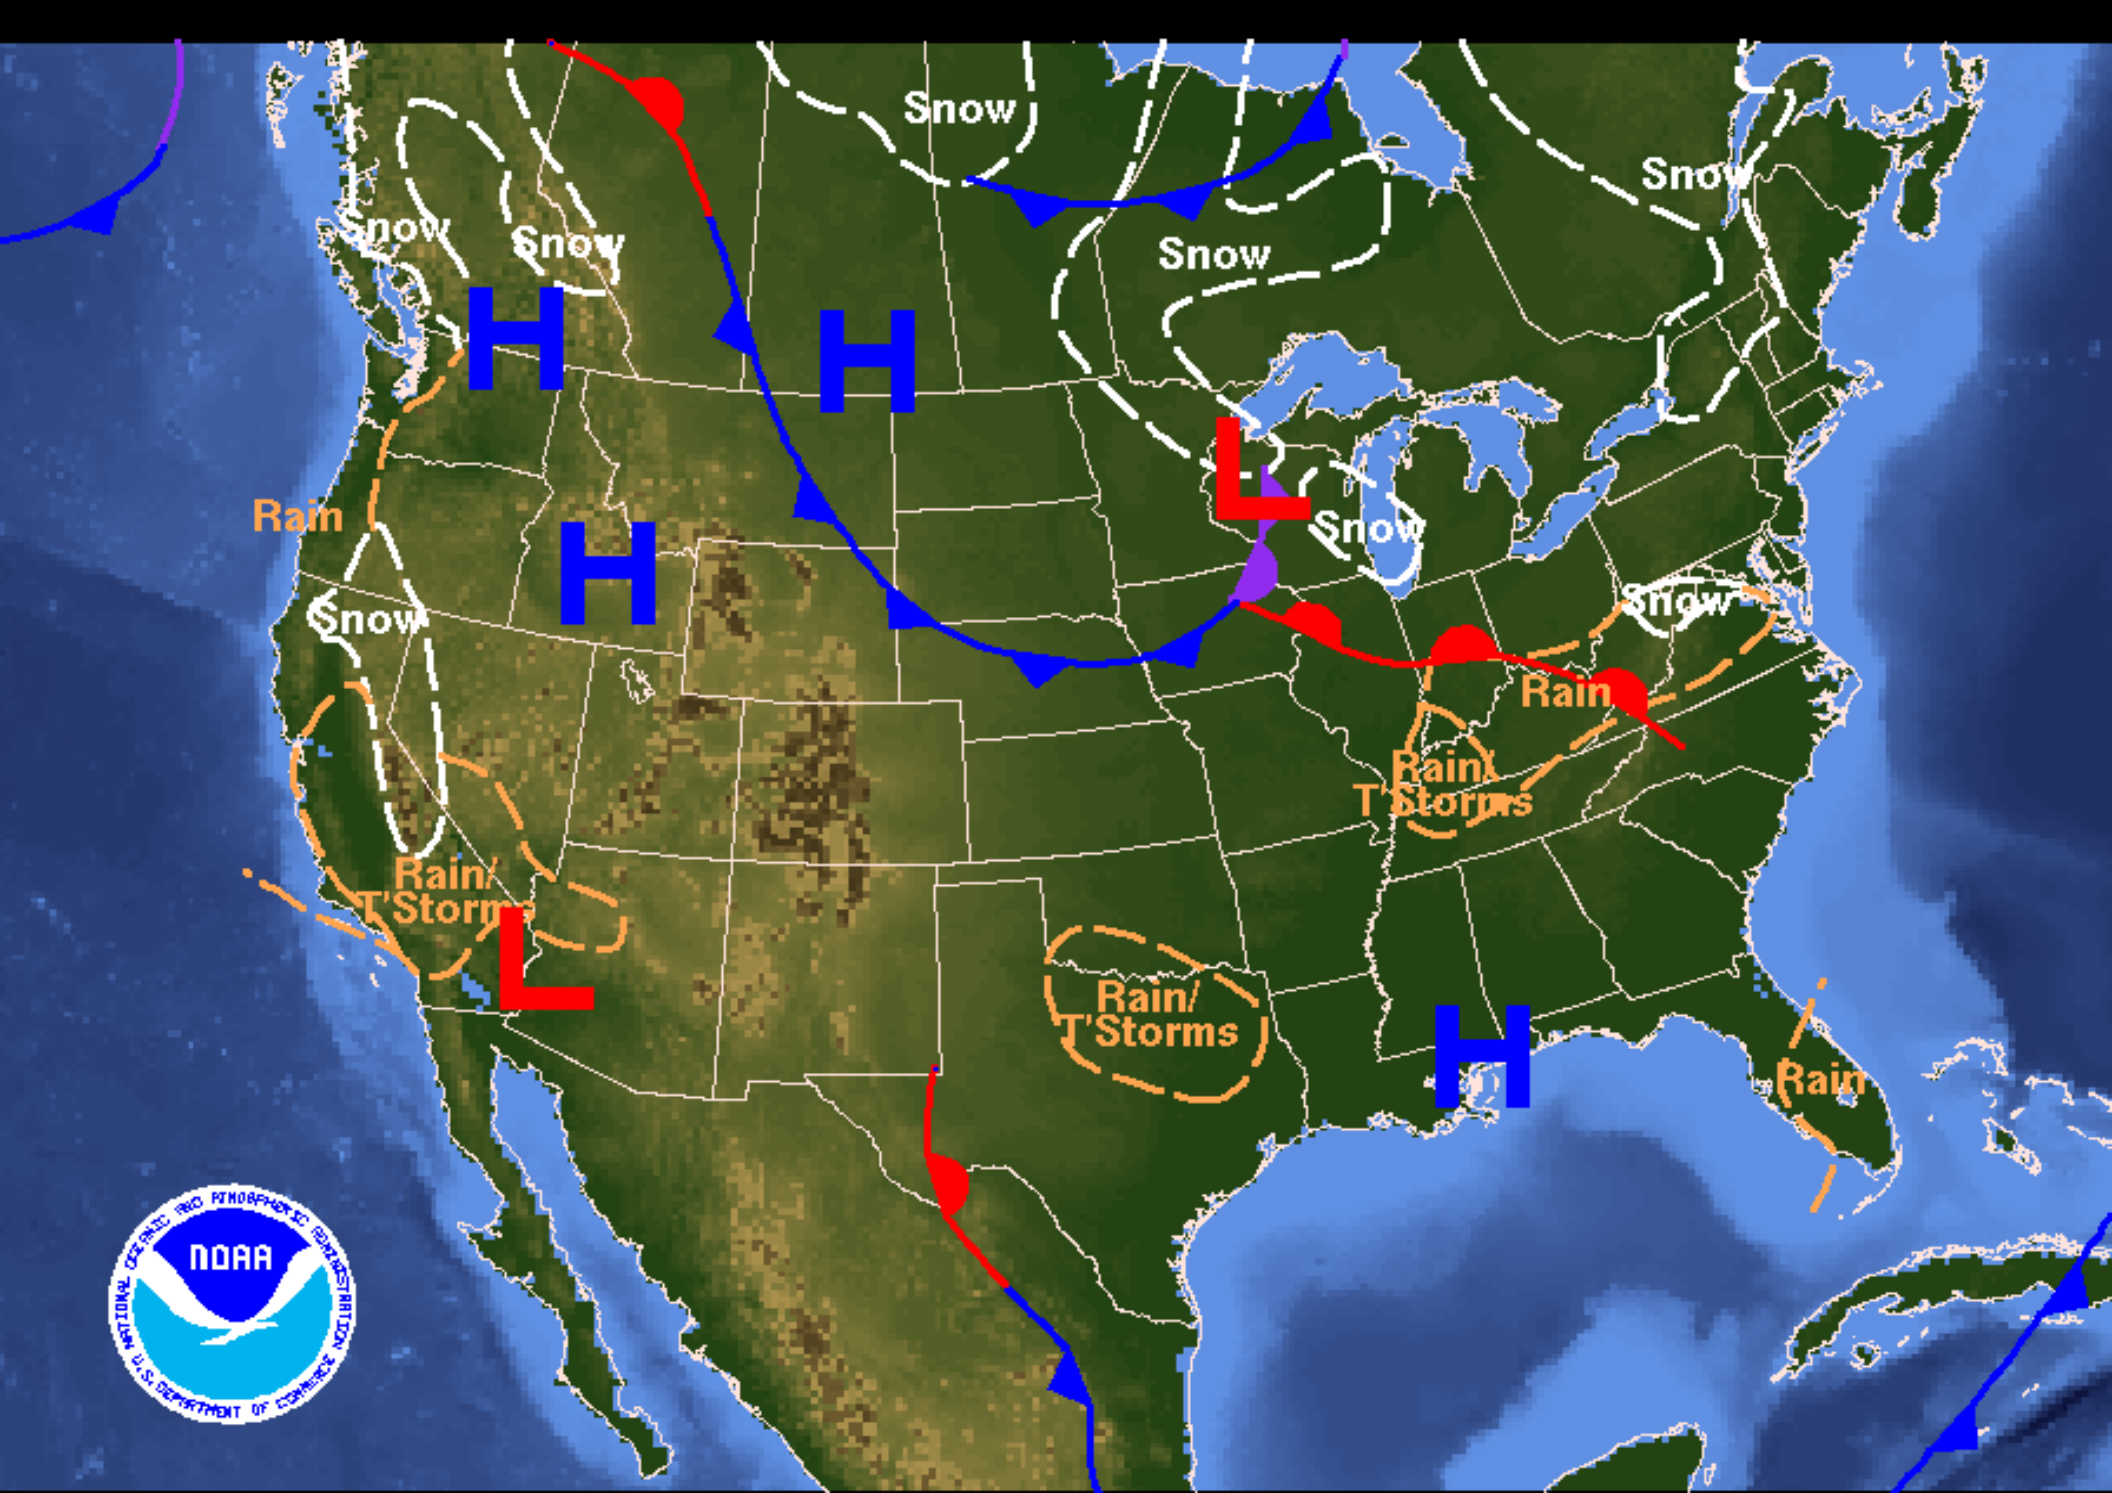 Snow
Snow
Snow
Snow
Snow
H
H
L
Rain
Snow
H
Snow
Snow
Rain
Rain/
T'Storms
Rain/
T'Storms
L
Rain/
T'Storms
H
Rain
NATIONAL OCEANIC AND ATMOSPHERIC ADMINISTRATION
NOAA
U.S. DEPARTMENT OF COMMERCE